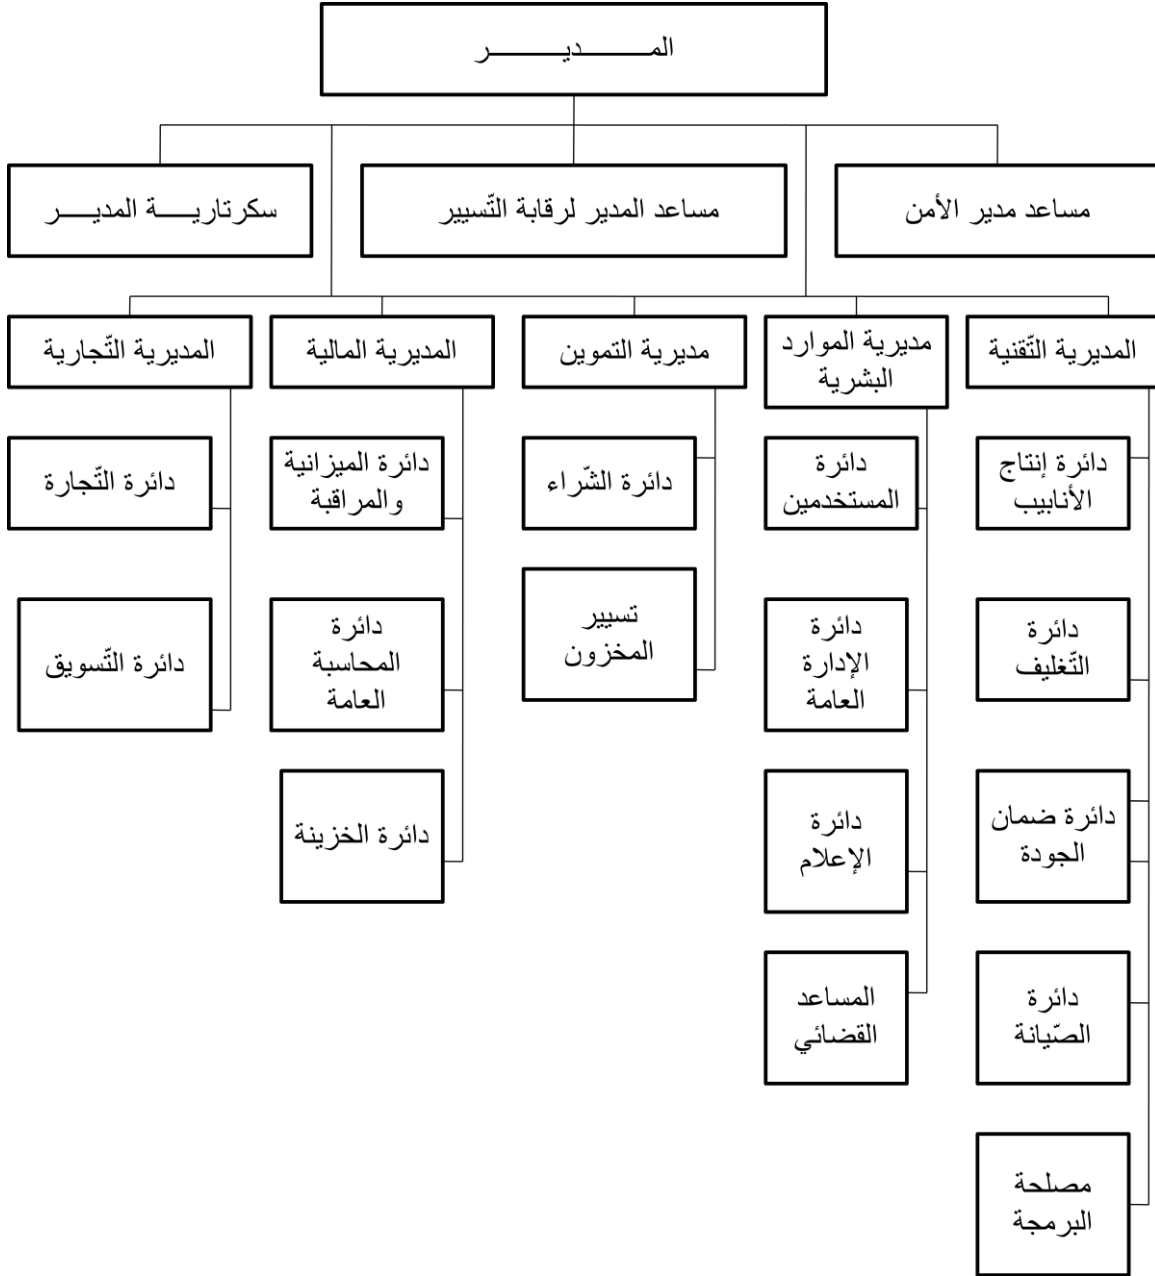 المـــــــــديـــــــــر
مساعد مدير الأمن
مساعد المدير لرقابة التّسيير
سكرتاريــــة المديــــر
المديرية التّقنية
مديرية الموارد
البشرية
مديرية التموين
المديرية المالية
المديرية التّجارية
دائرة إنتاج
الأنابيب
دائرة
التّغليف
دائرة ضمان
الجودة
دائرة
الصّيانة
مصلحة
البرمجة
دائرة
المستخدمين
دائرة
الإدارة
العامة
دائرة
الإعلام
المساعد
القضائي
دائرة الشّراء
تسيير
المخزون
دائرة الميزانية
والمراقبة
دائرة
المحاسبة
العامة
دائرة الخزينة
دائرة التّجارة
دائرة التّسويق